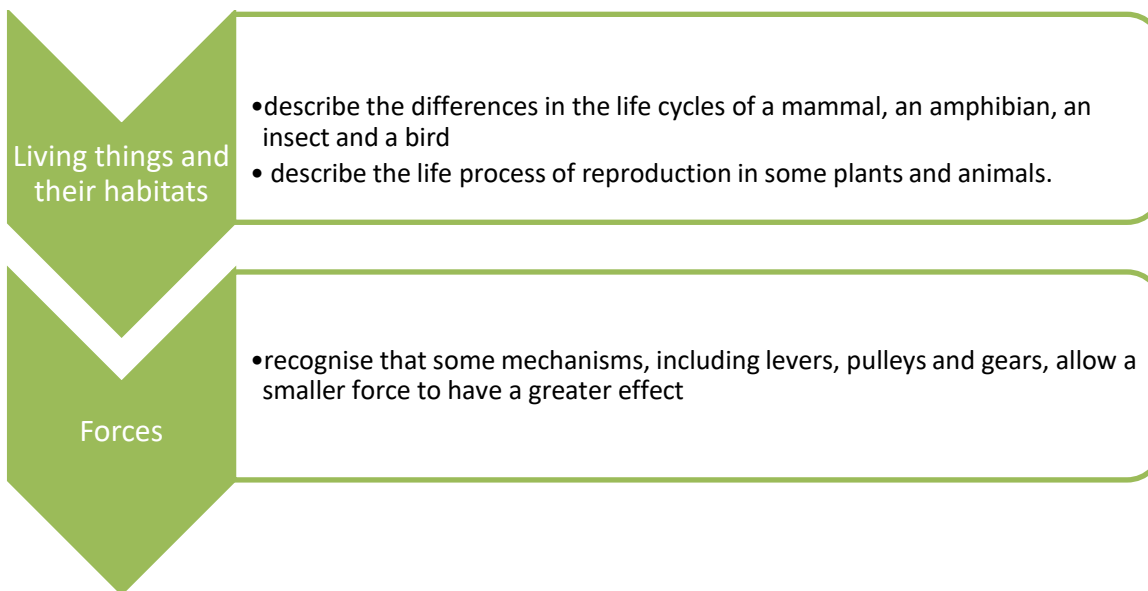 Living things and
their habitats
•describe the differences in the life cycles of a mammal, an amphibian, an
insect and a bird
• describe the life process of reproduction in some plants and animals.
Forces
•recognise that some mechanisms, including levers, pulleys and gears, allow a
smaller force to have a greater effect